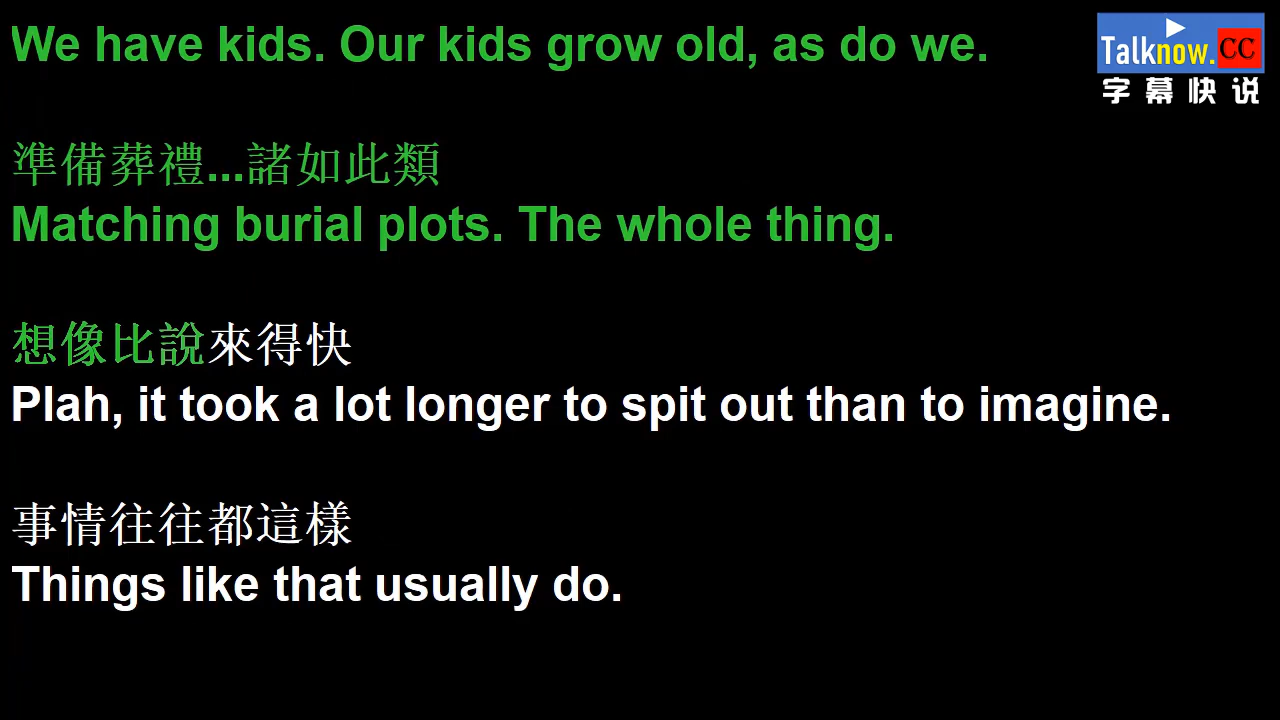 We have kids. Our kids grow old, as do we.
Talknow.CC
字幕快说
準備葬禮...諸如此類
Matching burial plots. The whole thing.
想像比說來得快
Plah, it took a lot longer to spit out than to imagine.
事情往往都這樣
Things like that usually do.